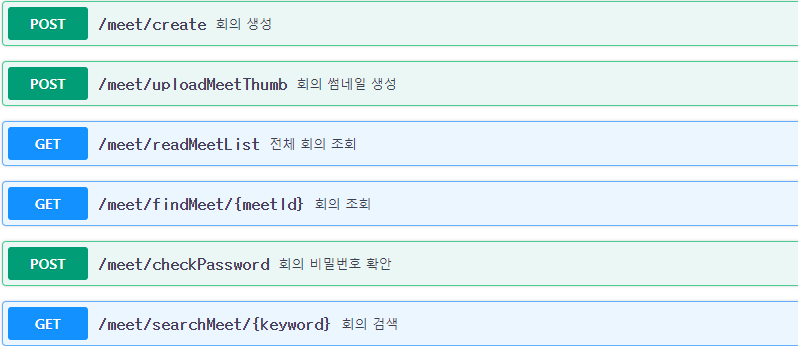 POST /meet/create 회의 생성
POST /meet/uploadMeetThumb 회의 썸네일 생성
GET /meet/readMeetList 전체 회의 조회
GET /meet/findMeet/{meetId} 회의 조회
POST /meet/checkPassword 회의 비밀번호 확안
GET /meet/searchMeet/{keyword} 회의 검색